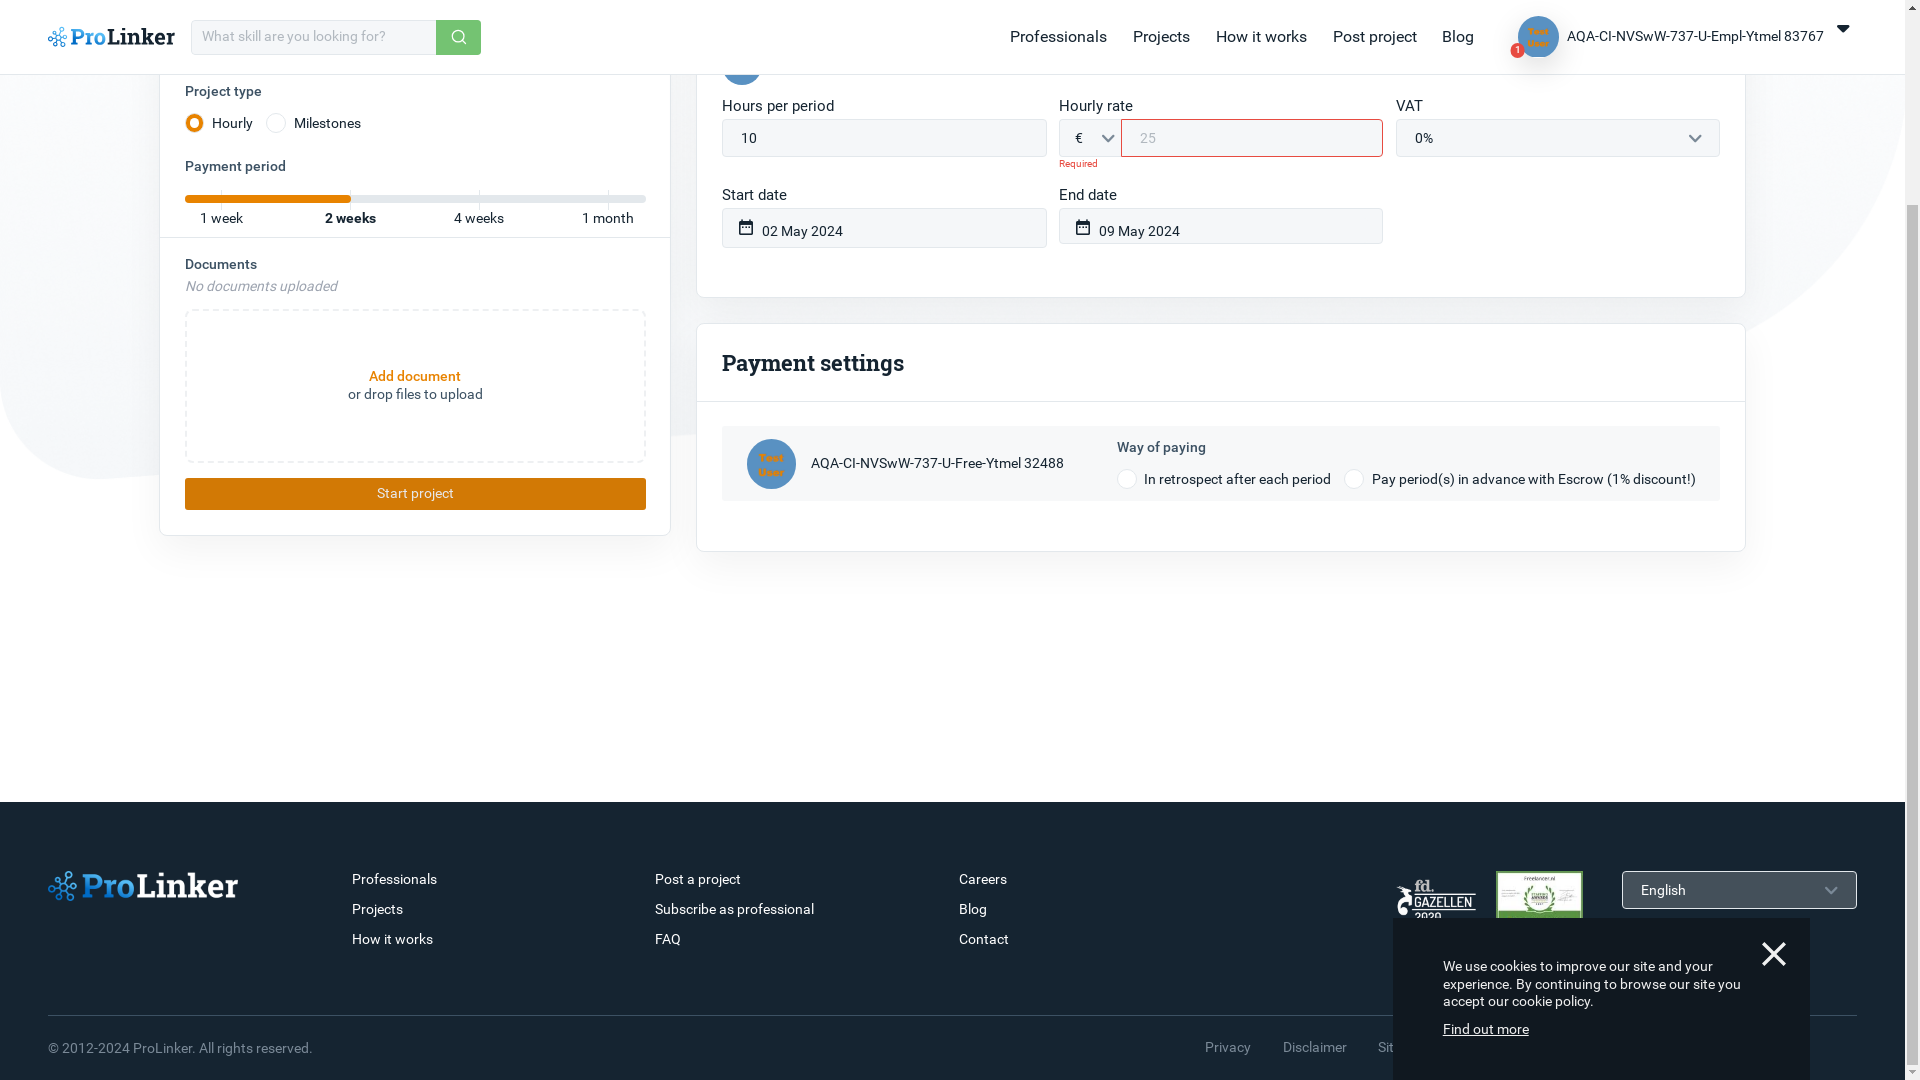 ProLinker
What skill are you looking for?
Professionals
Projects
How it works
Post project
Blog
Test
User
1
AQA-CI-NVSwW-737-U-Empl-Ytmel 83767
Project type
Hourly
Milestones
Payment period
1 week
2 weeks
4 weeks
1 month
Documents
No documents uploaded
Add document
or drop files to upload
Start project
Hours per period
Hourly rate
VAT
10
€
25
0%
Required
Start date
End date
02 May 2024
09 May 2024
Payment settings
Test
User
AQA-CI-NVSwW-737-U-Free-Ytmel 32488
Way of paying
In retrospect after each period
Pay period(s) in advance with Escrow (1% discount!)
ProLinker
Professionals
Projects
How it works
Post a project
Subscribe as professional
FAQ
Careers
Blog
Contact
fd.
GAZELLEN
2020
Freelancer.nl
English
We use cookies to improve our site and your
experience. By continuing to browse our site you
accept our cookie policy.
Find out more
© 2012-2024 ProLinker. All rights reserved.
Privacy
Disclaimer
Sit